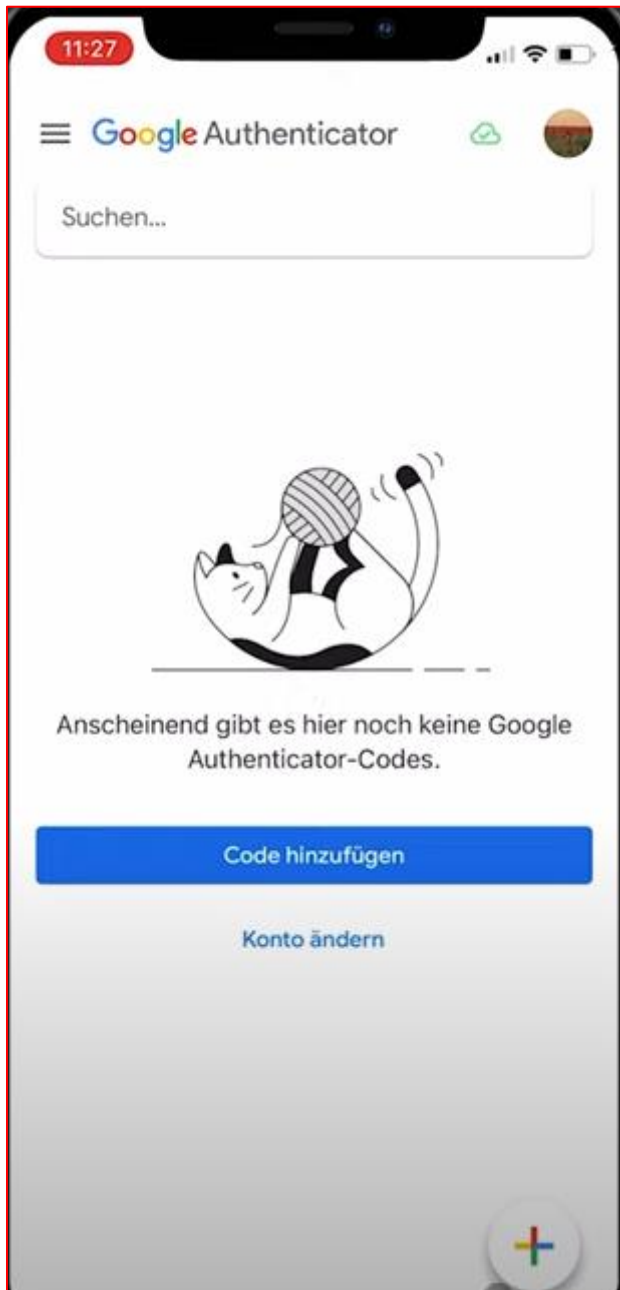 11:27
Google Authenticator
Suchen...
Anscheinend gibt es hier noch keine Google
Authenticator-Codes.
Code hinzufügen
Konto ändern